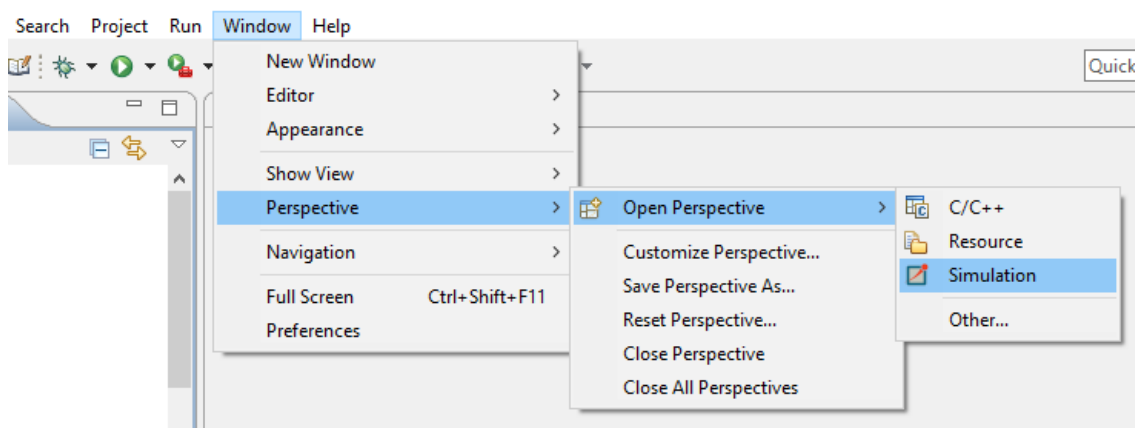 Search Project Run Window Help
New Window
Quick
Editor
Appearance
Show View
Perspective
Open Perspective
C/C++
Navigation
Customize Perspective...
Resource
Save Perspective As...
Simulation
Full Screen Ctrl+Shift+F11
Reset Perspective...
Other...
Preferences
Close Perspective
Close All Perspectives